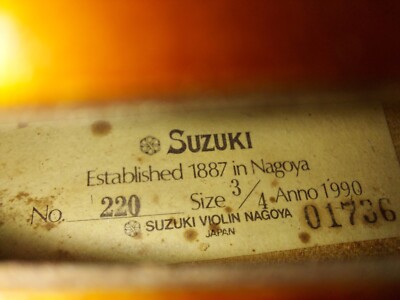 SUZUKI
Established 1887 in Nagoya
No. 220 Size 3/4 Anno 1990
SUZUKI VIOLIN NAGOYA 01736
JAPAN